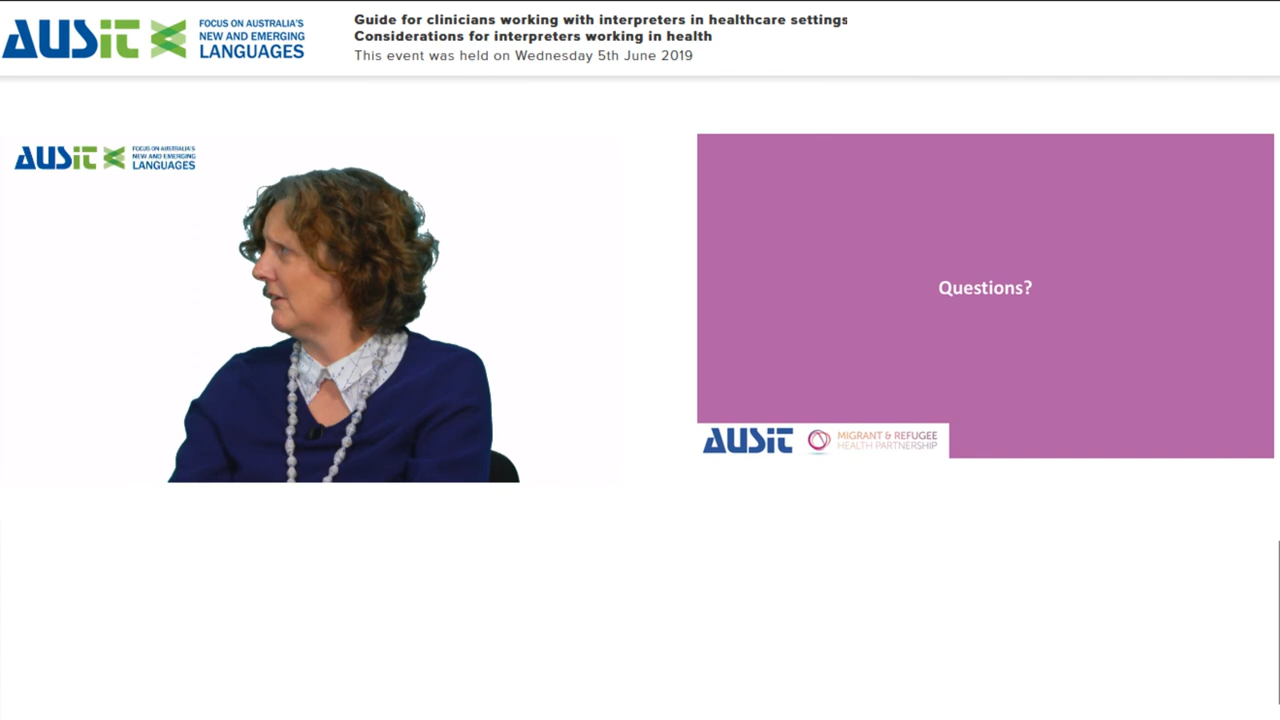 AUSiT
FOCUS ON AUSTRALIA'S
NEW AND EMERGING
LANGUAGES
Guide for clinicians working with interpreters in healthcare settings
Considerations for interpreters working in health
This event was held on Wednesday 5th June 2019
AUSiT
FOCUS ON AUSTRALIA'S
NEW AND EMERGING
LANGUAGES
Questions?
AUSiT
MIGRANT & REFUGEE
HEALTH PARTNERSHIP